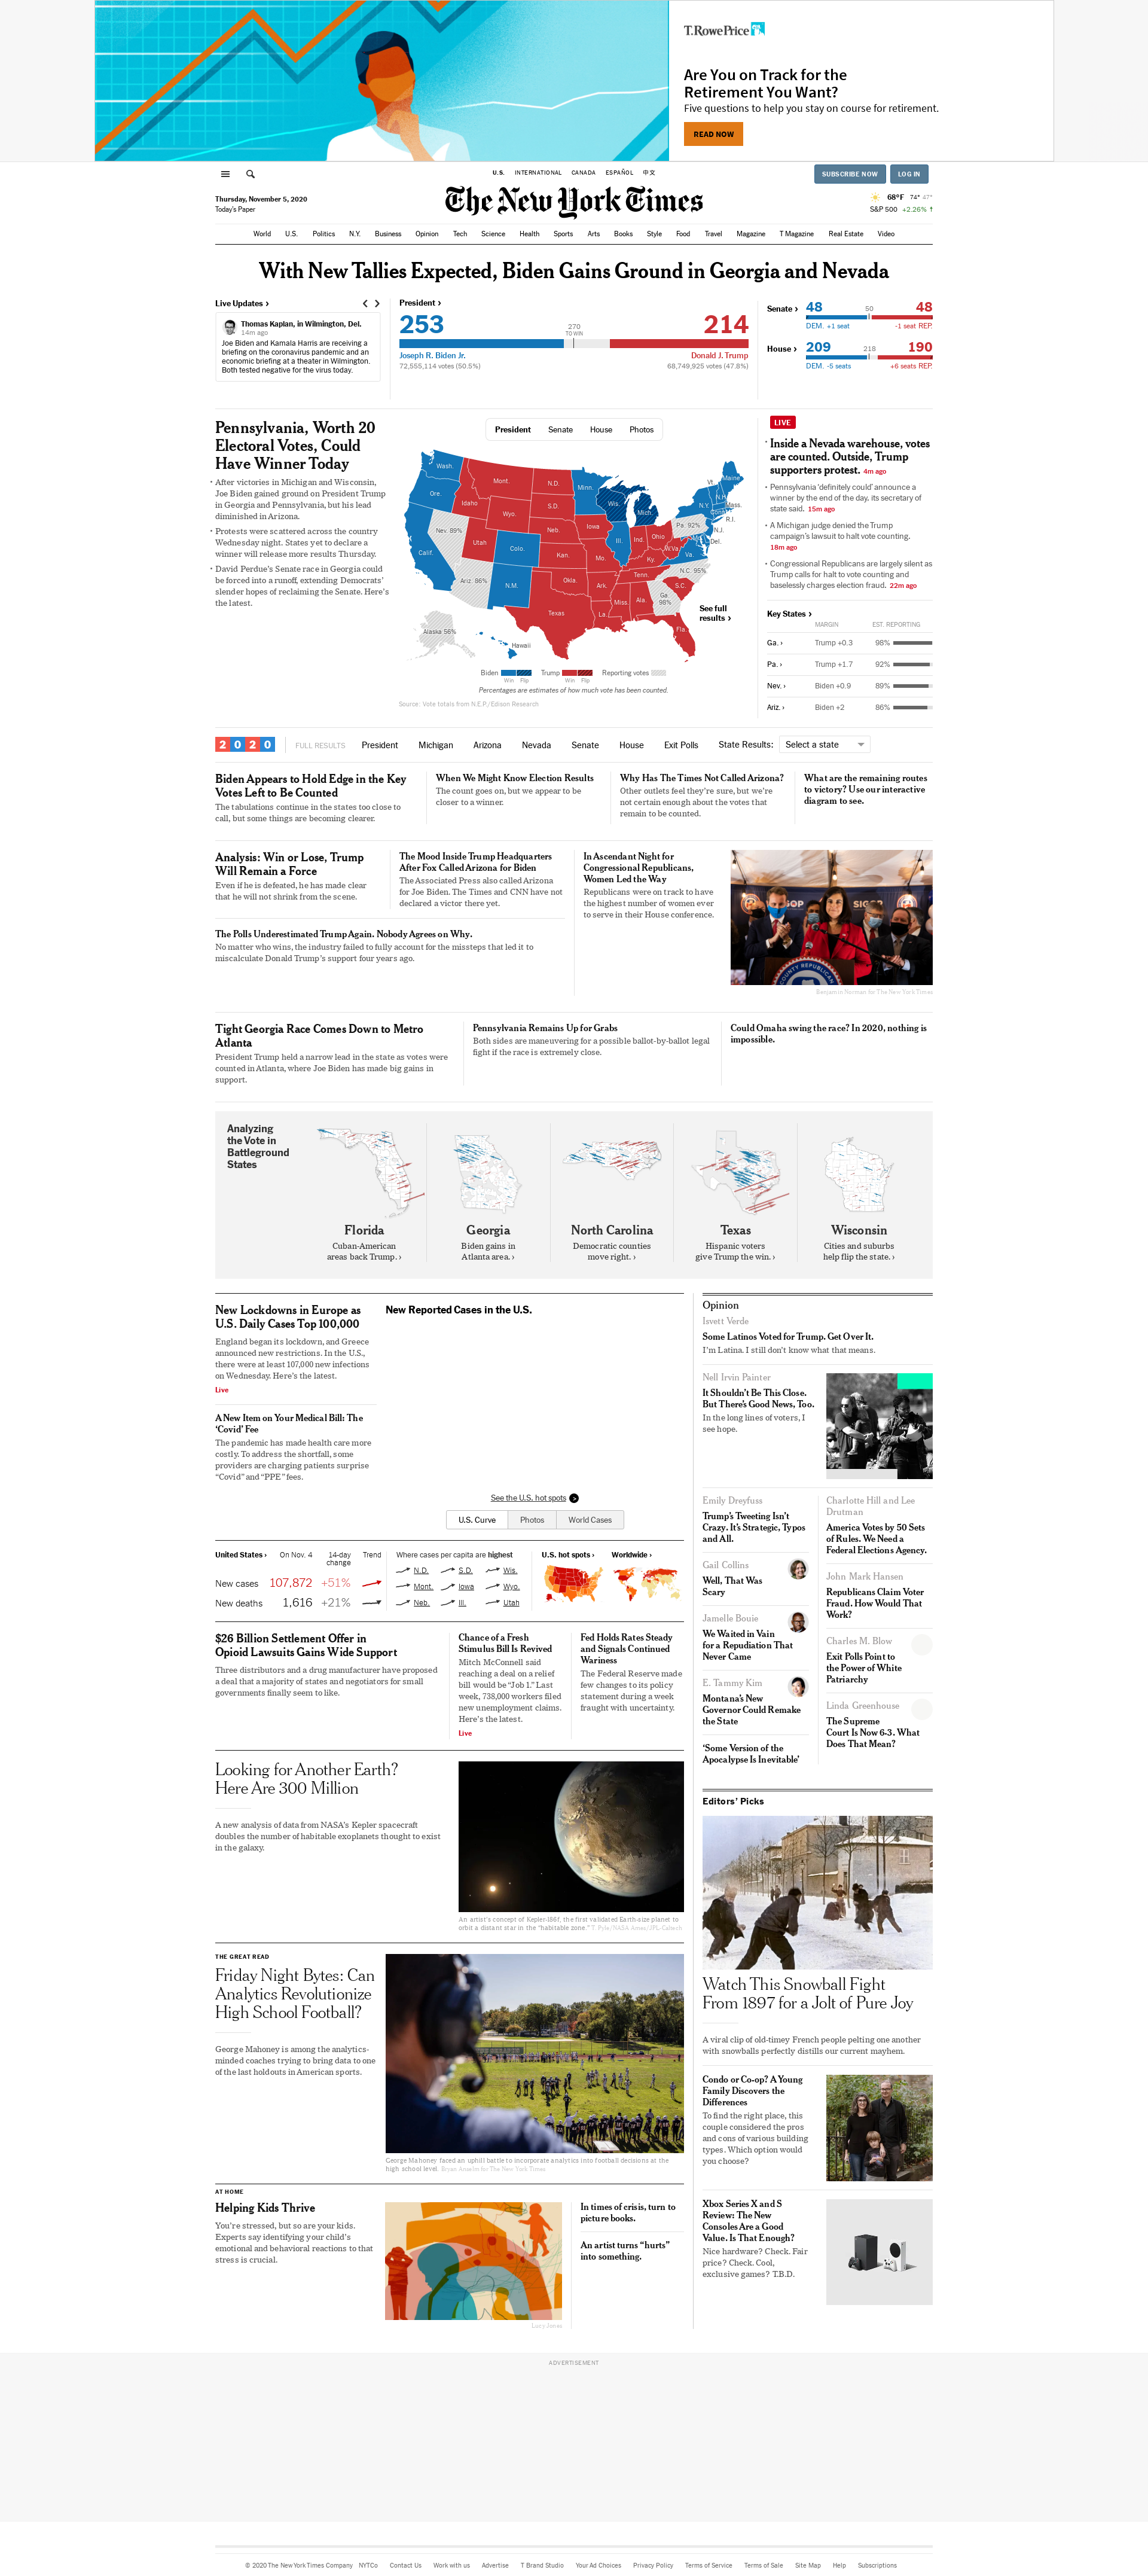 T.RowePrice
Are You on Track for the
Retirement You Want?
Five questions to help you stay on course for retirement.
READ NOW
U.S. INTERNATIONAL CANADA ESPAÑOL 中文
SUBSCRIBE NOW LOG IN
Thursday, November 5, 2020
Today's Paper
The New York Times
68°F 74° 47°
S&P 500 +2.26% ↑
World U.S. Politics N.Y. Business Opinion Tech Science Health Sports Arts Books Style Food Travel Magazine T Magazine Real Estate Video
With New Tallies Expected, Biden Gains Ground in Georgia and Nevada
Live Updates ›
Thomas Kaplan, in Wilmington, Del.
14m ago
Joe Biden and Kamala Harris are receiving a
briefing on the coronavirus pandemic and an
economic briefing at a theater in Wilmington.
Both tested negative for the virus today.
President ›
253 270 TO WIN 214
Joseph R. Biden Jr. Donald J. Trump
72,555,114 votes (50.5%) 68,749,925 votes (47.8%)
Senate › 48 50 48
DEM. +1 seat -1 seat REP.
House › 209 218 190
DEM. -5 seats +6 seats REP.
Pennsylvania, Worth 20
Electoral Votes, Could
Have Winner Today
• After victories in Michigan and Wisconsin,
Joe Biden gained ground on President Trump
in Georgia and Pennsylvania, but his lead
diminished in Arizona.
• Protests were scattered across the country
Wednesday night. States yet to declare a
winner will release more results Thursday.
• David Perdue's Senate race in Georgia could
be forced into a runoff, extending Democrats'
slender hopes of reclaiming the Senate. Here's
the latest.
President Senate House Photos
Wash.
Ore.
Calif.
Nev. 89%
Idaho
Mont.
Wyo.
Utah
Ariz. 86%
Colo.
N.M.
N.D.
S.D.
Neb.
Kan.
Okla.
Texas
Minn.
Iowa
Mo.
Ark.
La.
Wis.
Ill.
Mich.
Ind.
Ohio
Ky.
Tenn.
Miss.
Ala.
Ga.
98%
Fla.
S.C.
N.C. 95%
Va.
W.Va.
Pa. 92%
N.Y.
Vt.
N.H.
Maine
Mass.
Conn.
R.I.
N.J.
Del.
Alaska 56%
Hawaii
See full
results ›
Biden Trump Reporting votes
Win Flip Win Flip
Percentages are estimates of how much vote has been counted.
Source: Vote totals from N.E.P./Edison Research
LIVE
• Inside a Nevada warehouse, votes
are counted. Outside, Trump
supporters protest. 4m ago
• Pennsylvania 'definitely could' announce a
winner by the end of the day, its secretary of
state said. 15m ago
• A Michigan judge denied the Trump
campaign's lawsuit to halt vote counting.
18m ago
• Congressional Republicans are largely silent as
Trump calls for halt to vote counting and
baselessly charges election fraud. 22m ago
Key States ›
MARGIN EST. REPORTING
Ga. › Trump +0.3 98%
Pa. › Trump +1.7 92%
Nev. › Biden +0.9 89%
Ariz. › Biden +2 86%
2020 FULL RESULTS President Michigan Arizona Nevada Senate House Exit Polls State Results: Select a state
Biden Appears to Hold Edge in the Key
Votes Left to Be Counted
The tabulations continue in the states too close to
call, but some things are becoming clearer.
When We Might Know Election Results
The count goes on, but we appear to be
closer to a winner.
Why Has The Times Not Called Arizona?
Other outlets feel they're sure, but we're
not certain enough about the votes that
remain to be counted.
What are the remaining routes
to victory? Use our interactive
diagram to see.
Analysis: Win or Lose, Trump
Will Remain a Force
Even if he is defeated, he has made clear
that he will not shrink from the scene.
The Mood Inside Trump Headquarters
After Fox Called Arizona for Biden
The Associated Press also called Arizona
for Joe Biden. The Times and CNN have not
declared a victor there yet.
The Polls Underestimated Trump Again. Nobody Agrees on Why.
No matter who wins, the industry failed to fully account for the missteps that led it to
miscalculate Donald Trump's support four years ago.
In Ascendant Night for
Congressional Republicans,
Women Led the Way
Republicans were on track to have
the highest number of women ever
to serve in their House conference.
COUNTY REPUBLICAN
Benjamin Norman for The New York Times
Tight Georgia Race Comes Down to Metro
Atlanta
President Trump held a narrow lead in the state as votes were
counted in Atlanta, where Joe Biden has made big gains in
support.
Pennsylvania Remains Up for Grabs
Both sides are maneuvering for a possible ballot-by-ballot legal
fight if the race is extremely close.
Could Omaha swing the race? In 2020, nothing is
impossible.
Analyzing
the Vote in
Battleground
States
Florida
Cuban-American
areas back Trump. ›
Georgia
Biden gains in
Atlanta area. ›
North Carolina
Democratic counties
move right. ›
Texas
Hispanic voters
give Trump the win. ›
Wisconsin
Cities and suburbs
help flip the state. ›
New Lockdowns in Europe as
U.S. Daily Cases Top 100,000
England began its lockdown, and Greece
announced new restrictions. In the U.S.,
there were at least 107,000 new infections
on Wednesday. Here's the latest.
Live
A New Item on Your Medical Bill: The
'Covid' Fee
The pandemic has made health care more
costly. To address the shortfall, some
providers are charging patients surprise
"Covid" and "PPE" fees.
New Reported Cases in the U.S.
See the U.S. hot spots
U.S. Curve Photos World Cases
United States › On Nov. 4 14-day
change Trend
New cases 107,872 +51%
New deaths 1,616 +21%
Where cases per capita are highest
N.D. S.D. Wis.
Mont. Iowa Wyo.
Neb. Ill. Utah
U.S. hot spots › Worldwide ›
$26 Billion Settlement Offer in
Opioid Lawsuits Gains Wide Support
Three distributors and a drug manufacturer have proposed
a deal that a majority of states and negotiators for small
governments finally seem to like.
Chance of a Fresh
Stimulus Bill Is Revived
Mitch McConnell said
reaching a deal on a relief
bill would be "Job 1." Last
week, 738,000 workers filed
new unemployment claims.
Here's the latest.
Live
Fed Holds Rates Steady
and Signals Continued
Wariness
The Federal Reserve made
few changes to its policy
statement during a week
fraught with uncertainty.
Looking for Another Earth?
Here Are 300 Million
A new analysis of data from NASA's Kepler spacecraft
doubles the number of habitable exoplanets thought to exist
in the galaxy.
An artist's concept of Kepler-186f, the first validated Earth-size planet to
orbit a distant star in the "habitable zone." T. Pyle/NASA Ames/JPL-Caltech
THE GREAT READ
Friday Night Bytes: Can
Analytics Revolutionize
High School Football?
George Mahoney is among the analytics-
minded coaches trying to bring data to one
of the last holdouts in American sports.
George Mahoney faced an uphill battle to incorporate analytics into football decisions at the
high school level. Bryan Anselm for The New York Times
AT HOME
Helping Kids Thrive
You're stressed, but so are your kids.
Experts say identifying your child's
emotional and behavioral reactions to that
stress is crucial.
Lucy Jones
In times of crisis, turn to
picture books.
An artist turns "hurts"
into something.
Opinion
Isvett Verde
Some Latinos Voted for Trump. Get Over It.
I'm Latina. I still don't know what that means.
Nell Irvin Painter
It Shouldn't Be This Close.
But There's Good News, Too.
In the long lines of voters, I
see hope.
Emily Dreyfuss
Trump's Tweeting Isn't
Crazy. It's Strategic, Typos
and All.
Gail Collins
Well, That Was
Scary
Jamelle Bouie
We Waited in Vain
for a Repudiation That
Never Came
E. Tammy Kim
Montana's New
Governor Could Remake
the State
'Some Version of the
Apocalypse Is Inevitable'
Charlotte Hill and Lee
Drutman
America Votes by 50 Sets
of Rules. We Need a
Federal Elections Agency.
John Mark Hansen
Republicans Claim Voter
Fraud. How Would That
Work?
Charles M. Blow
Exit Polls Point to
the Power of White
Patriarchy
Linda Greenhouse
The Supreme
Court Is Now 6-3. What
Does That Mean?
Editors' Picks
Watch This Snowball Fight
From 1897 for a Jolt of Pure Joy
A viral clip of old-timey French people pelting one another
with snowballs perfectly distills our current mayhem.
Condo or Co-op? A Young
Family Discovers the
Differences
To find the right place, this
couple considered the pros
and cons of various building
types. Which option would
you choose?
Xbox Series X and S
Review: The New
Consoles Are a Good
Value. Is That Enough?
Nice hardware? Check. Fair
price? Check. Cool,
exclusive games? T.B.D.
ADVERTISEMENT
© 2020 The New York Times Company NYTCo Contact Us Work with us Advertise T Brand Studio Your Ad Choices Privacy Policy Terms of Service Terms of Sale Site Map Help Subscriptions